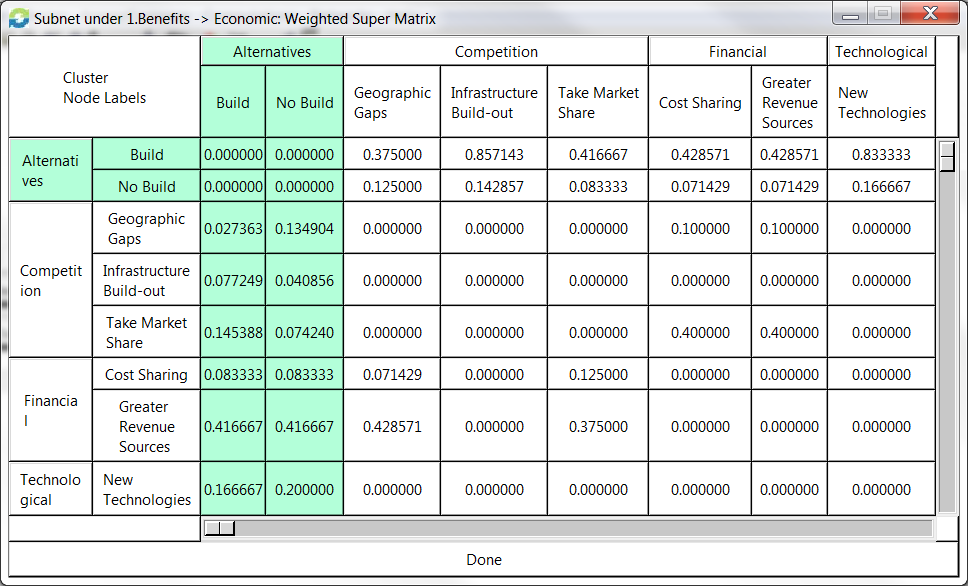 Subnet under 1.Benefits -> Economic: Weighted Super Matrix
Cluster
Node Labels
Alternatives
Competition
Financial
Technological
Build
No Build
Geographic
Gaps
Infrastructure
Build-out
Take Market
Share
Cost Sharing
Greater
Revenue
Sources
New
Technologies
Alternati
ves
Build 0.000000 0.000000 0.375000 0.857143 0.416667 0.428571 0.428571 0.833333
No Build 0.000000 0.000000 0.125000 0.142857 0.083333 0.071429 0.071429 0.166667
Competit
ion
Geographic
Gaps
0.027363 0.134904 0.000000 0.000000 0.000000 0.100000 0.100000 0.000000
Infrastructure
Build-out
0.077249 0.040856 0.000000 0.000000 0.000000 0.000000 0.000000 0.000000
Take Market
Share
0.145388 0.074240 0.000000 0.000000 0.000000 0.400000 0.400000 0.000000
Financia
l
Cost Sharing 0.083333 0.083333 0.071429 0.000000 0.125000 0.000000 0.000000 0.000000
Greater
Revenue
Sources
0.416667 0.416667 0.428571 0.000000 0.375000 0.000000 0.000000 0.000000
Technolo
gical
New
Technologies
0.166667 0.200000 0.000000 0.000000 0.000000 0.000000 0.000000 0.000000
Done